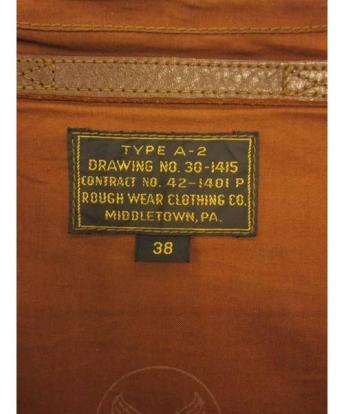 TYPE A-2
DRAWING NO. 30-1415
CONTRACT NO. 42-1401 P
ROUGH WEAR CLOTHING CO.
MIDDLETOWN, PA.
38